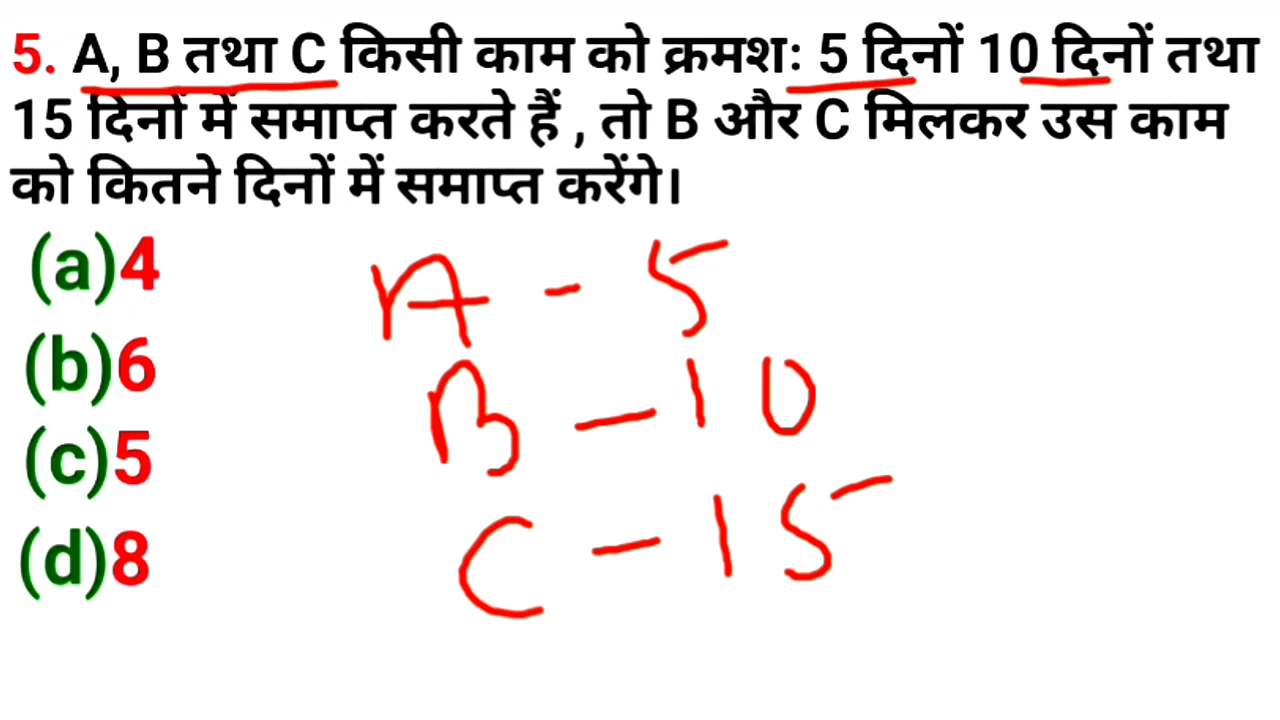 5. A, B तथा C किसी काम को क्रमशः 5 दिनों 10 दिनों तथा
15 दिनों में समाप्त करते हैं , तो B और C मिलकर उस काम
को कितने दिनों में समाप्त करेंगे।
(a)4
(b)6
(c)5
(d)8
A - 5
B - 10
C - 15